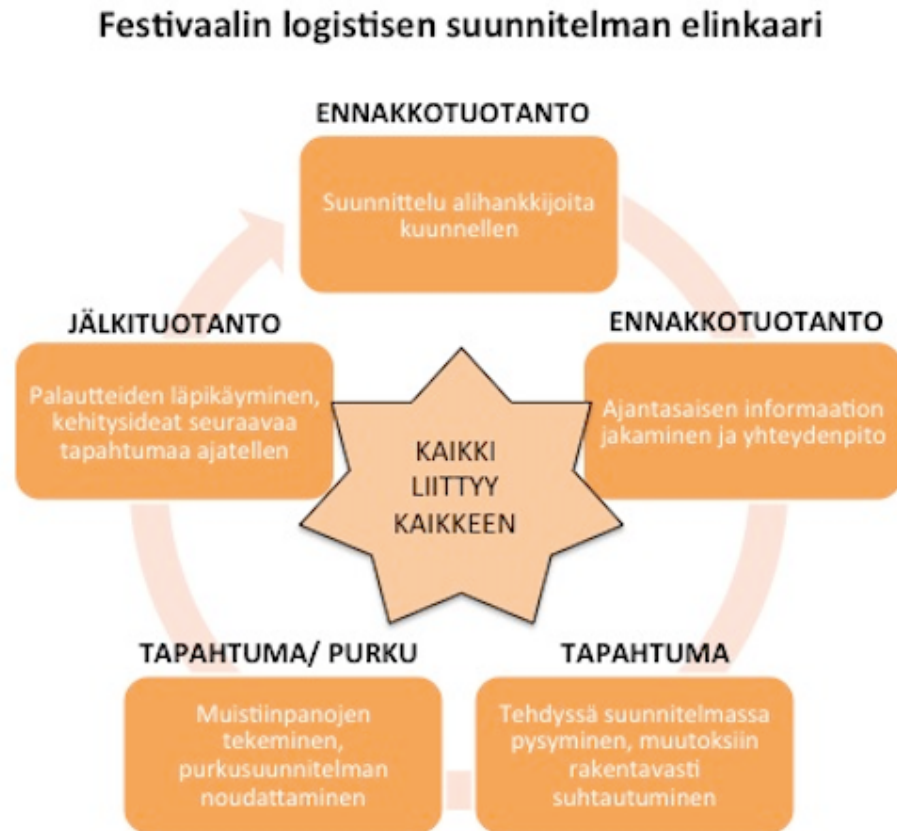 Festivaalin logistisen suunnitelman elinkaari
ENNAKKOTUOTANTO
Suunnittelu alihankkijoita
kuunnellen
ENNAKKOTUOTANTO
Ajantasaisen informaation
jakaminen ja yhteydenpito
TAPAHTUMA
Tehdyssä suunnitelmassa
pysyminen, muutoksiin
rakentavasti
suhtautuminen
TAPAHTUMA/ PURKU
Muistiinpanojen
tekeminen,
purkusuunnitelman
noudattaminen
JÄLKITUOTANTO
Palautteiden läpikäyminen,
kehitysideat seuraavaa
tapahtumaa ajatellen
KAIKKI
LIITTYY
KAIKKEEN